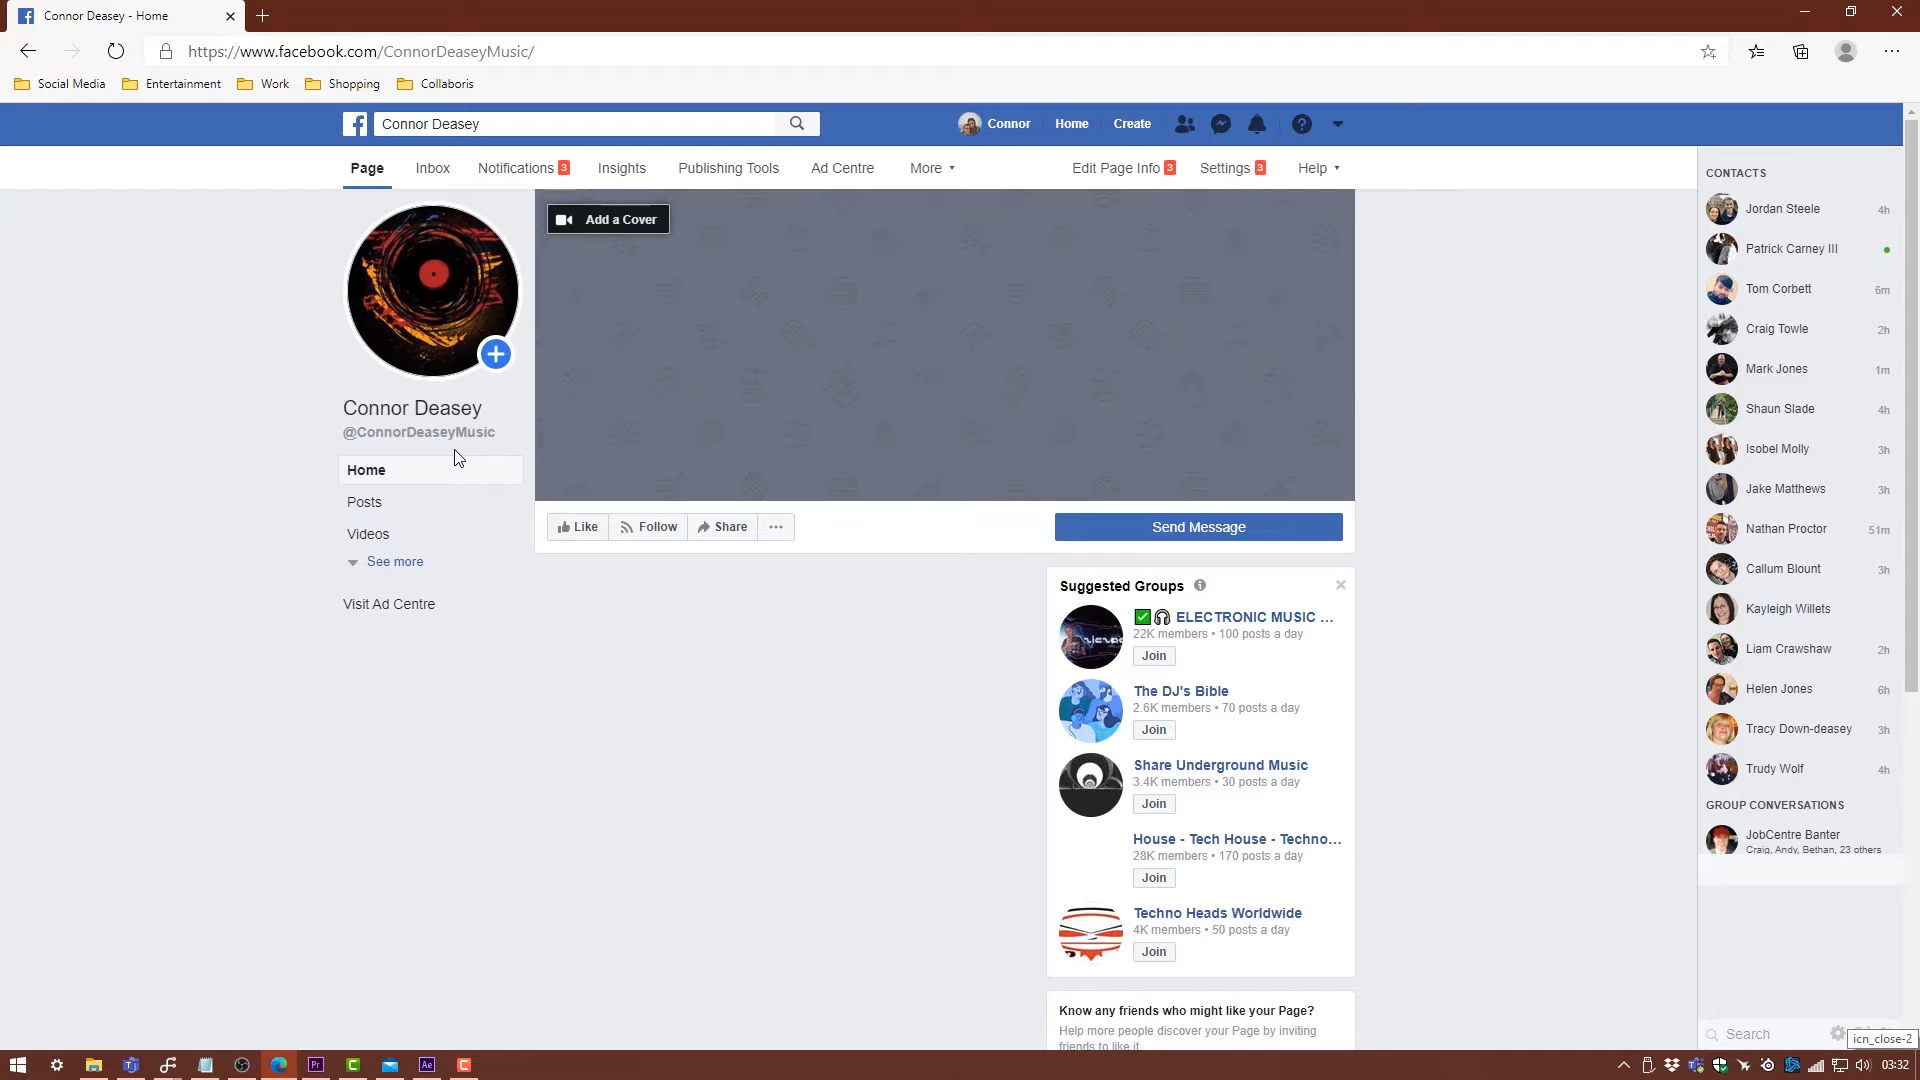 Connor Deasey - Home
https://www.facebook.com/ConnorDeaseyMusic/
Social Media
Entertainment
Work
Shopping
Collaboris
Connor Deasey
Connor
Home
Create
Page
Inbox
Notifications 3
Insights
Publishing Tools
Ad Centre
More
Edit Page Info 3
Settings 3
Help
Add a Cover
Connor Deasey
@ConnorDeaseyMusic
Home
Posts
Videos
See more
Visit Ad Centre
Like
Follow
Share
Send Message
Suggested Groups
ELECTRONIC MUSIC ...
22K members • 100 posts a day
Join
The DJ's Bible
2.6K members • 70 posts a day
Join
Share Underground Music
3.4K members • 30 posts a day
Join
House - Tech House - Techno...
28K members • 170 posts a day
Join
Techno Heads Worldwide
4K members • 50 posts a day
Join
Know any friends who might like your Page?
Help more people discover your Page by inviting
friends to like it
CONTACTS
Jordan Steele 4h
Patrick Carney III
Tom Corbett 6m
Craig Towle 2h
Mark Jones 1m
Shaun Slade 4h
Isobel Molly 3h
Jake Matthews 3h
Nathan Proctor 51m
Callum Blount 3h
Kayleigh Willets
Liam Crawshaw 2h
Helen Jones 6h
Tracy Down-deasey 3h
Trudy Wolf 4h
GROUP CONVERSATIONS
JobCentre Banter
Craig, Andy, Bethan, 23 others
Search
icn_close-2
Pr
Ae
03:32